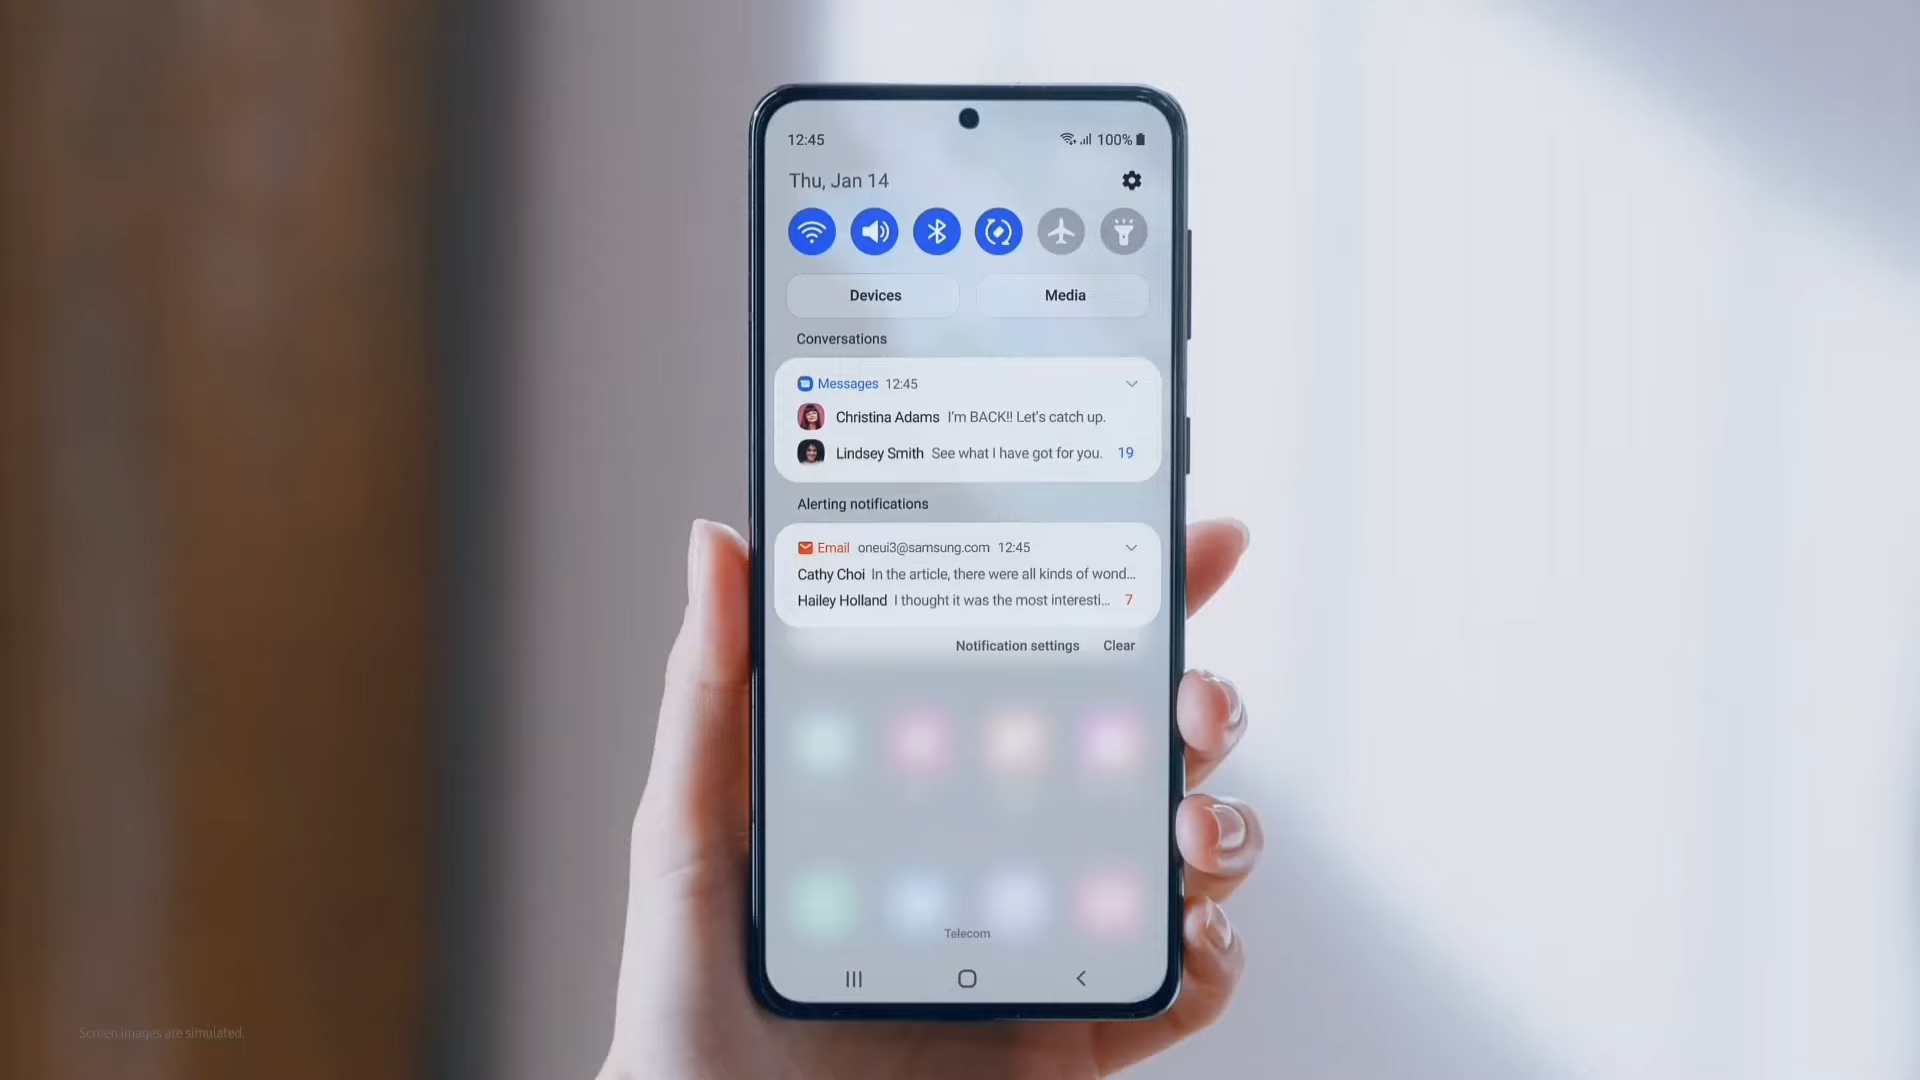 12:45 100%
Thu, Jan 14
Devices Media
Conversations
Messages 12:45
Christina Adams I'm BACK!! Let's catch up.
Lindsey Smith See what I have got for you. 19
Alerting notifications
Email oneui3@samsung.com 12:45
Cathy Choi In the article, there were all kinds of wond...
Hailey Holland I thought it was the most interesti... 7
Notification settings Clear
Telecom
Screen images are simulated.